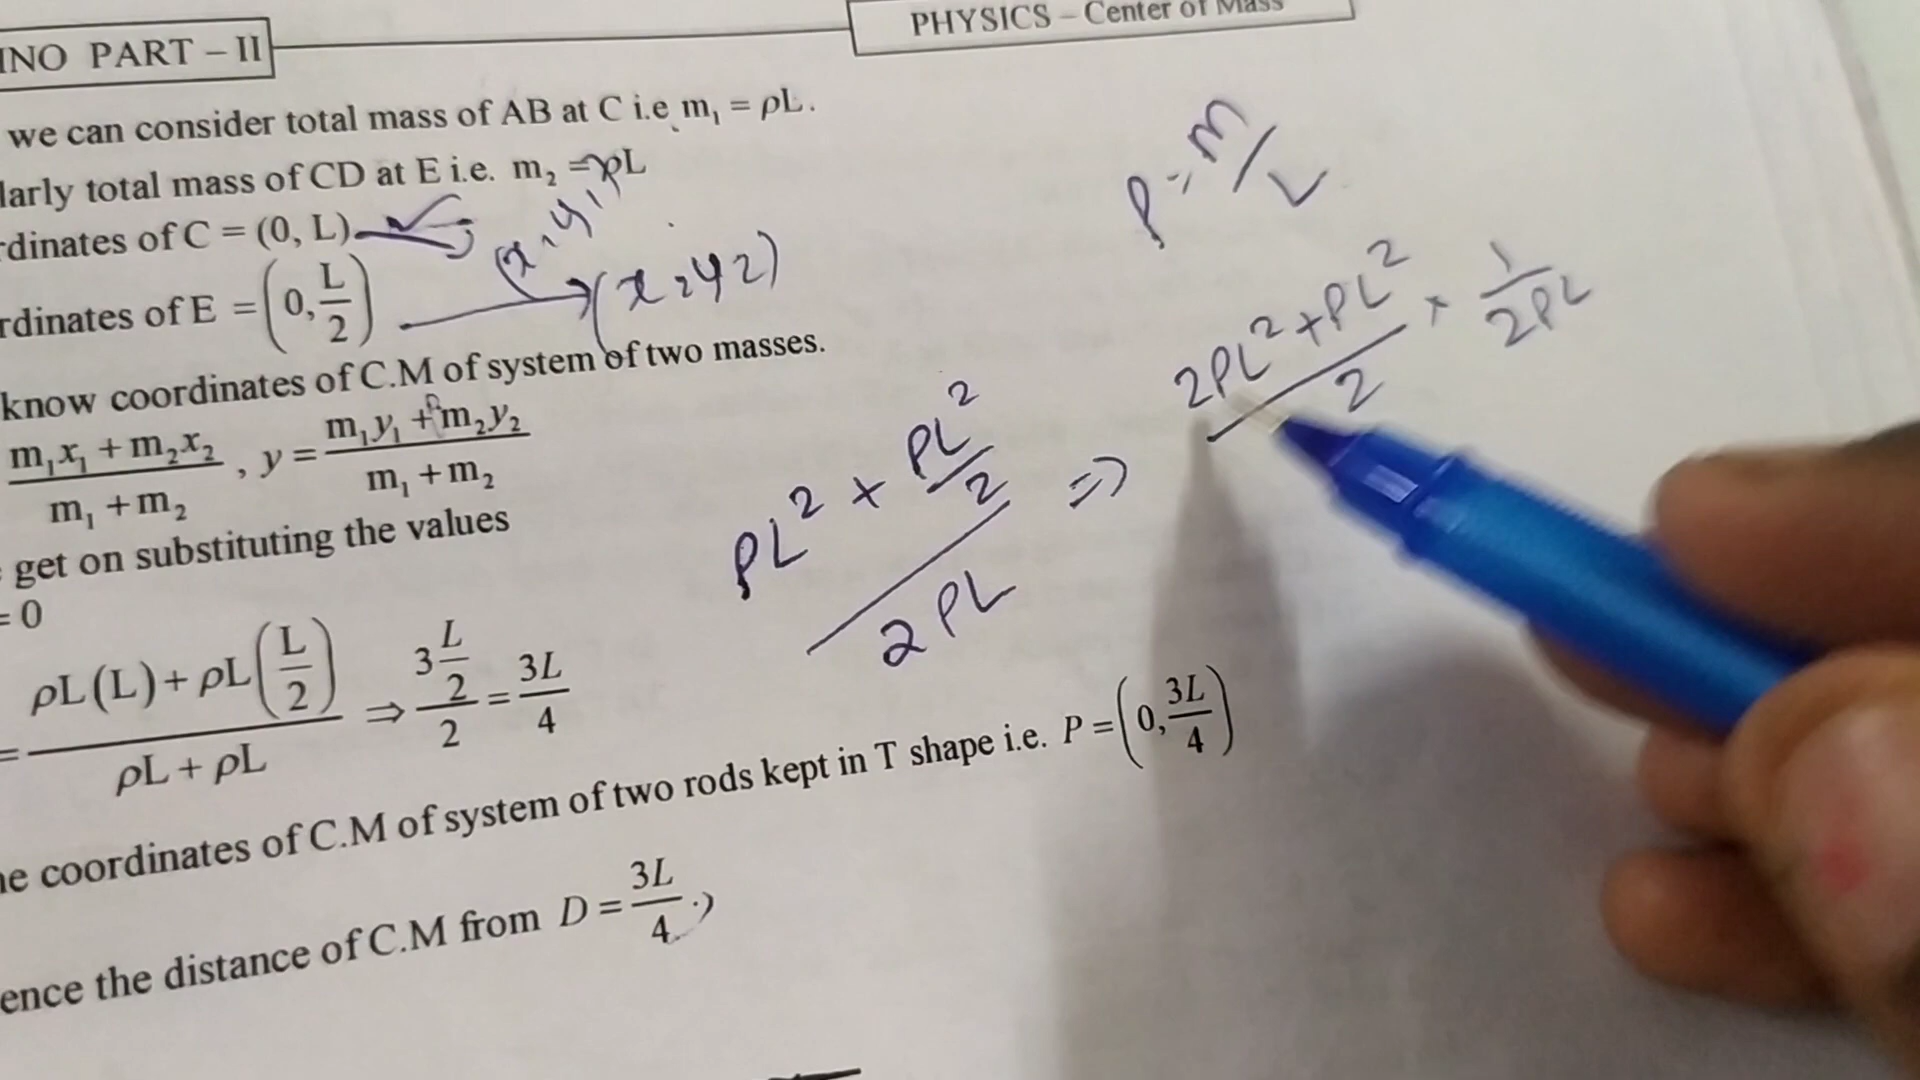 INO PART – II
PHYSICS – Center of Mass
we can consider total mass of AB at C i.e m₁ = ρL.
larly total mass of CD at E i.e. m₂ = ρL
rdinates of C = (0, L)
rdinates of E = (0, L/2)
(x, y₂)
know coordinates of C.M of system of two masses.
(m₁x₁ + m₂x₂)/(m₁ + m₂), y = (m₁y₁ + m₂y₂)/(m₁ + m₂)
get on substituting the values
= 0
= (ρL(L) + ρL(L/2))/(ρL + ρL) ⇒ (3 L/2)/2 = 3L/4
he coordinates of C.M of system of two rods kept in T shape i.e. P = (0, 3L/4)
ence the distance of C.M from D = 3L/4.
ρ = M/L
(ρL² + ρL²/2)/(2ρL) ⇒ (2ρL² + ρL²)/2 × 1/(2ρL)